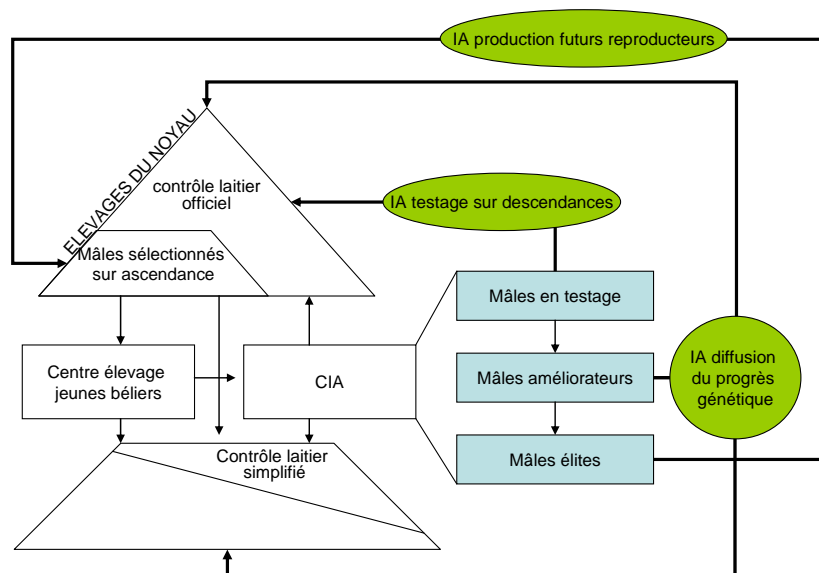 IA production futurs reproducteurs
ELEVAGES DU NOYAU
contrôle laitier
officiel
IA testage sur descendances
Mâles sélectionnés
sur ascendance
Mâles en testage
Centre élevage
jeunes béliers
CIA
Mâles améliorateurs
IA diffusion
du progrès
génétique
Contrôle laitier
simplifié
Mâles élites